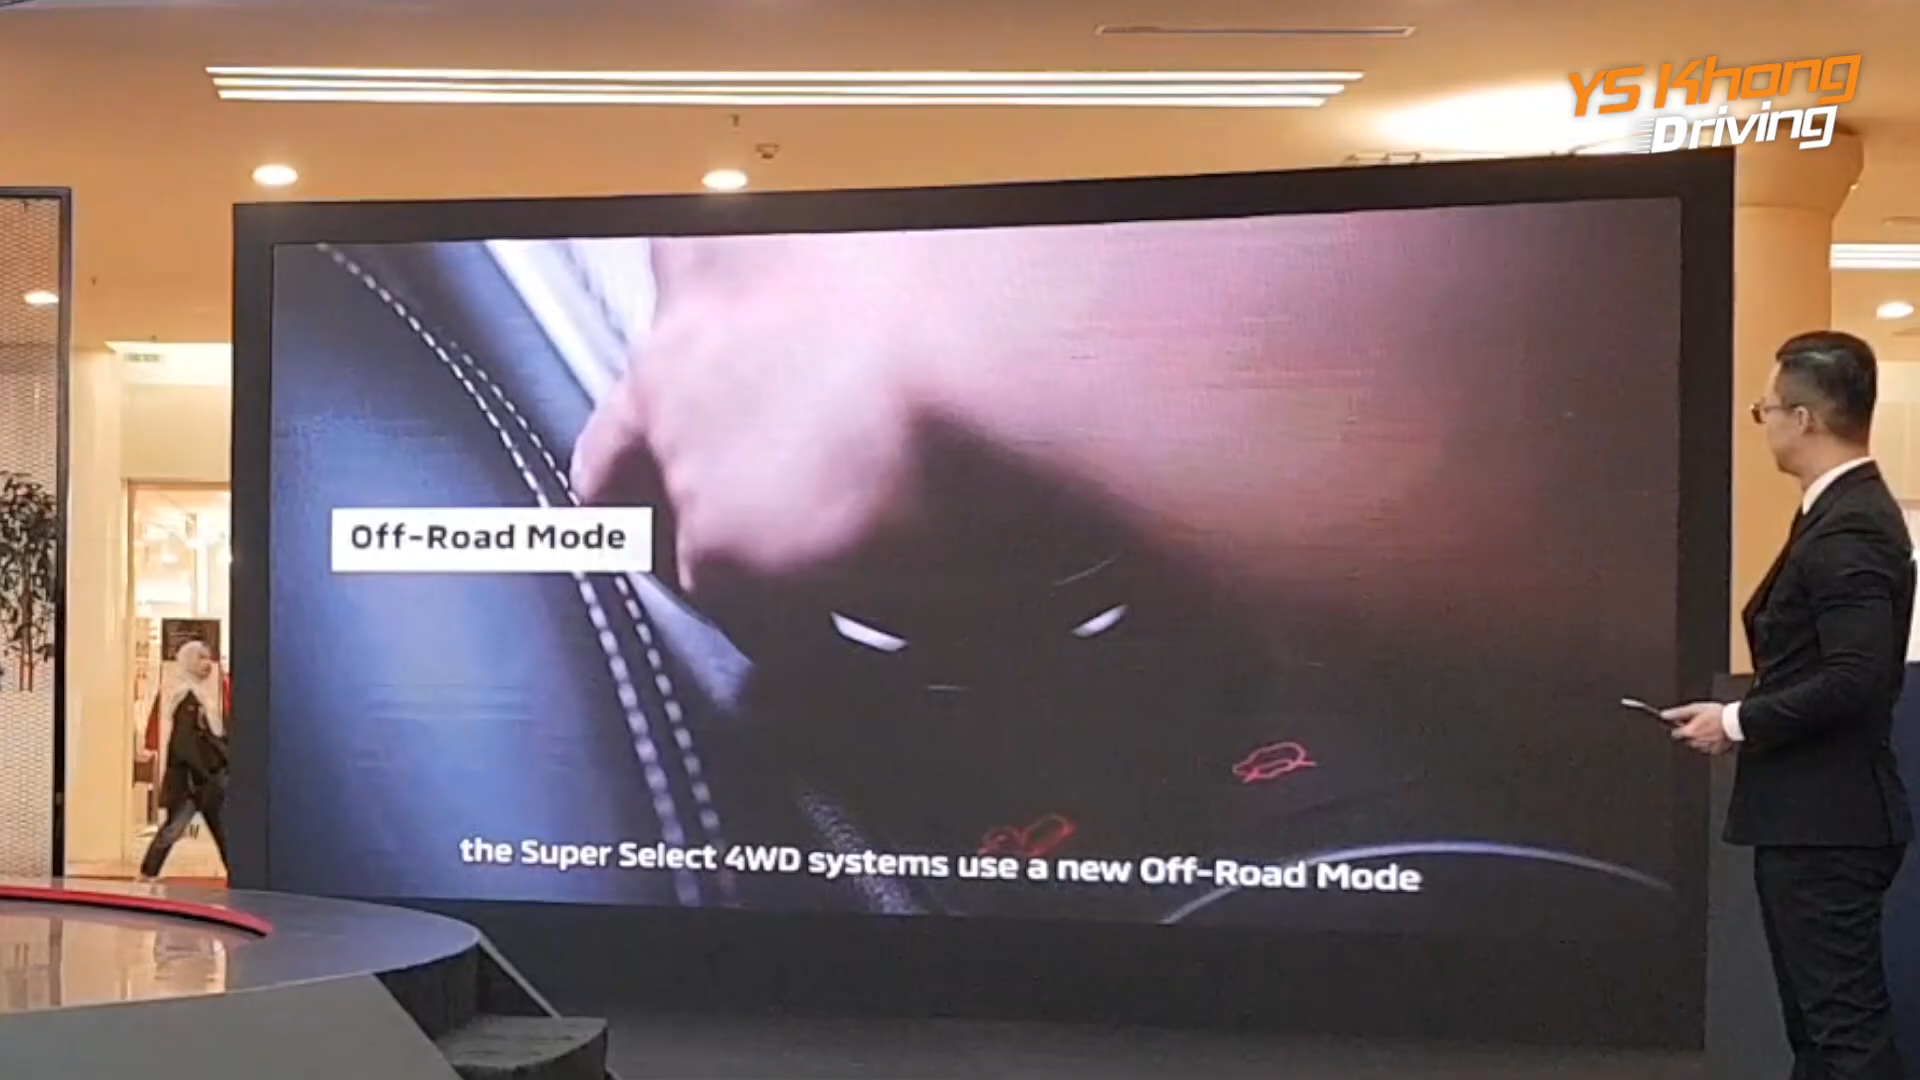 YS Khong
Driving
Off-Road Mode
the Super Select 4WD systems use a new Off-Road Mode